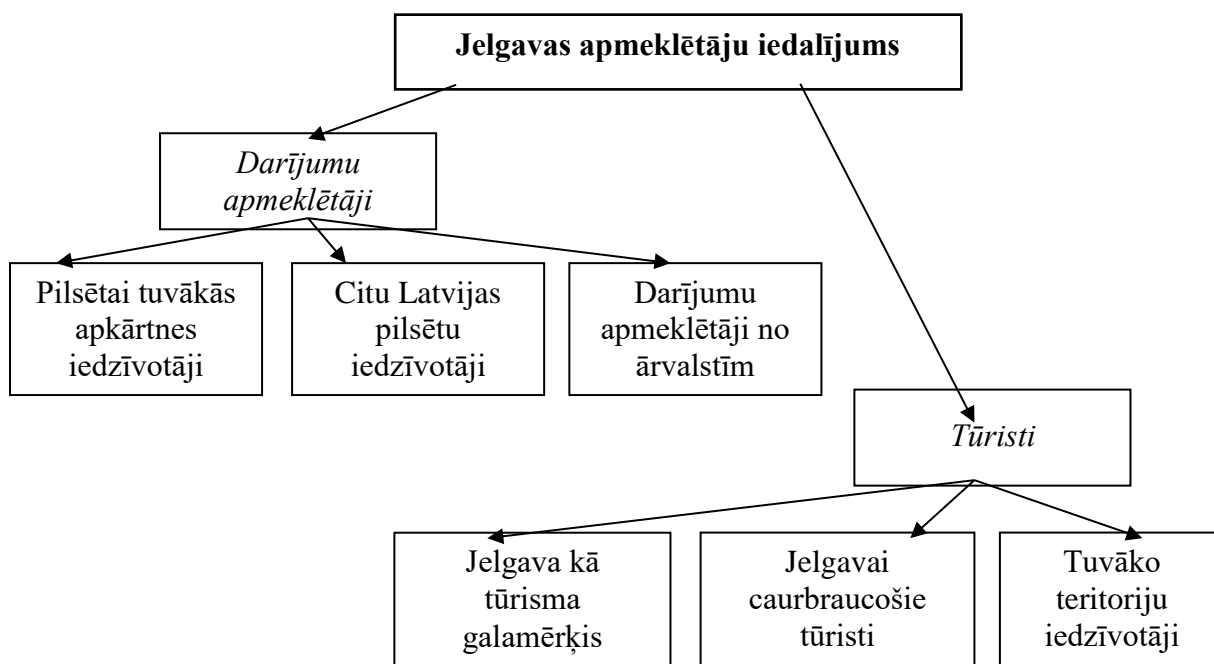 Jelgavas apmeklētāju iedalījums
Darījumu
apmeklētāji
Pilsētai tuvākās
apkārtnes
iedzīvotāji
Citu Latvijas
pilsētu
iedzīvotāji
Darījumu
apmeklētāji no
ārvalstīm
Tūristi
Jelgava kā
tūrisma
galamērķis
Jelgavai
caurbraucošie
tūristi
Tuvāko
teritoriju
iedzīvotāji